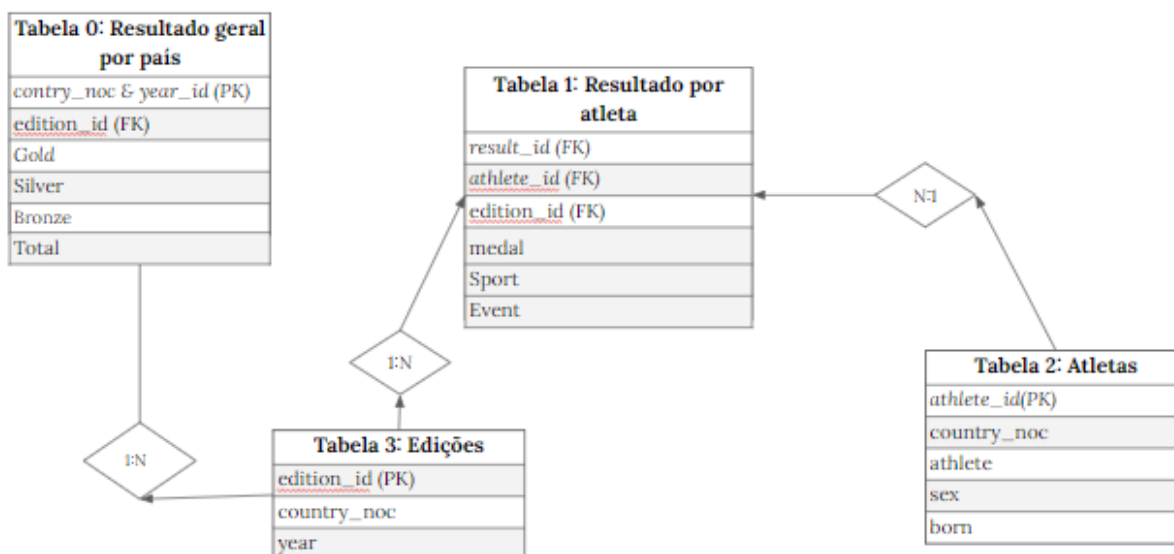 Tabela 0: Resultado geral
por país
contry_noc & year_id (PK)
edition_id (FK)
Gold
Silver
Bronze
Total
Tabela 1: Resultado por
atleta
result_id (FK)
athlete_id (FK)
edition_id (FK)
medal
Sport
Event
N:1
1:N
Tabela 2: Atletas
athlete_id(PK)
country_noc
athlete
sex
born
1:N
Tabela 3: Edições
edition_id (PK)
country_noc
year